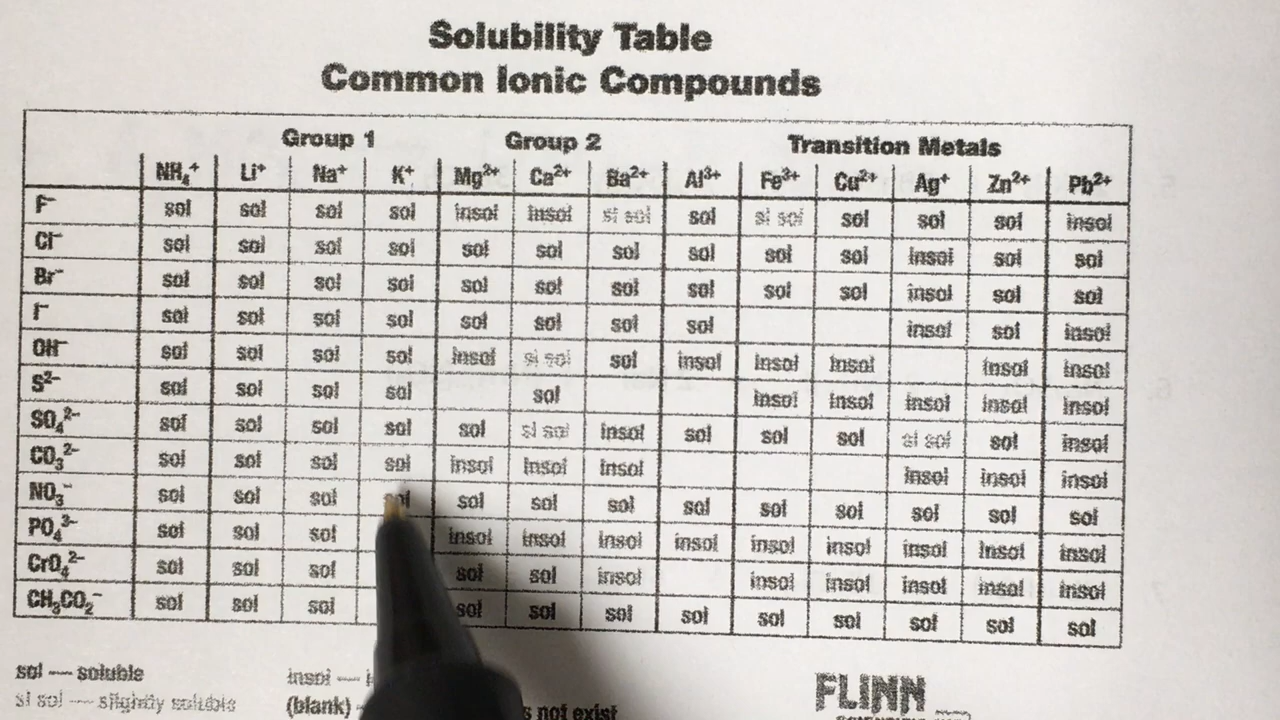 Solubility Table
Common Ionic Compounds
Group 1 Group 2 Transition Metals
NH₄⁺ Li⁺ Na⁺ K⁺ Mg²⁺ Ca²⁺ Ba²⁺ Al³⁺ Fe³⁺ Cu²⁺ Ag⁺ Zn²⁺ Pb²⁺
F⁻ sol sol sol sol insol insol sl sol sol sl sol sol sol sol insol
Cl⁻ sol sol sol sol sol sol sol sol sol sol insol sol sol
Br⁻ sol sol sol sol sol sol sol sol sol sol insol sol sol
I⁻ sol sol sol sol sol sol sol sol insol sol insol
OH⁻ sol sol sol sol insol sl sol sol insol insol insol insol insol
S²⁻ sol sol sol sol sol insol insol insol insol insol
SO₄²⁻ sol sol sol sol sol sl sol insol sol sol sol sl sol sol insol
CO₃²⁻ sol sol sol sol insol insol insol insol insol insol
NO₃⁻ sol sol sol sol sol sol sol sol sol sol sol sol sol
PO₄³⁻ sol sol sol insol insol insol insol insol insol insol insol insol
CrO₄²⁻ sol sol sol sol sol insol insol insol insol insol insol
CH₃CO₂⁻ sol sol sol sol sol sol sol sol sol sol sol sol
sol — soluble insol —
sl sol — slightly soluble (blank) not exist
FLINN